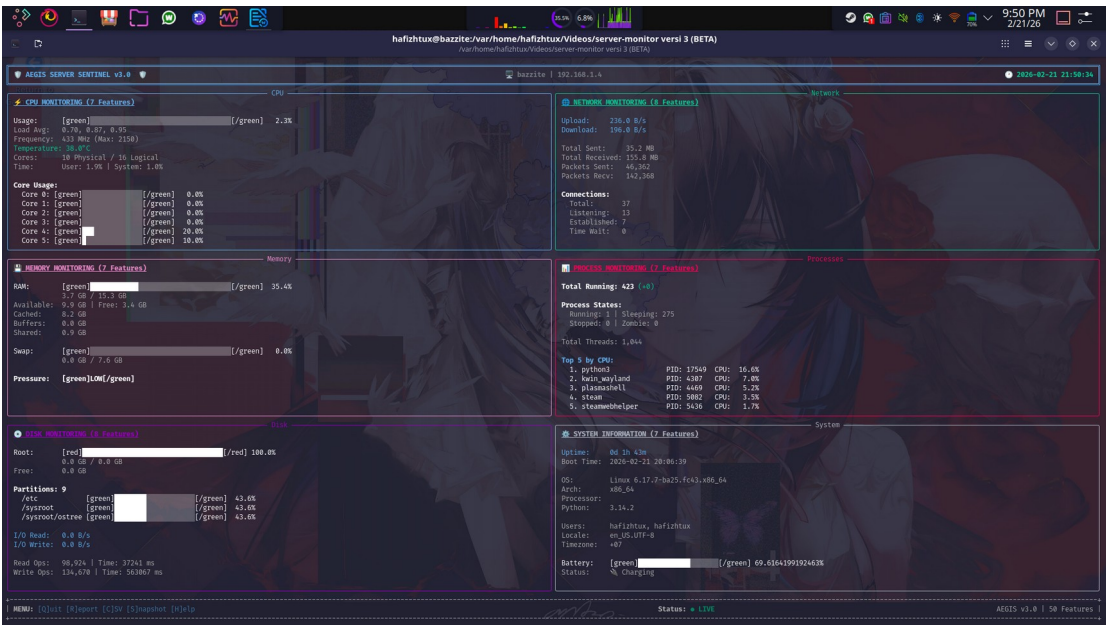 35.5% 6.8%
70%
9:50 PM
2/21/26
hafizhtux@bazzite:/var/home/hafizhtux/Videos/server-monitor versi 3 (BETA)
/var/home/hafizhtux/Videos/server-monitor versi 3 (BETA)
AEGIS SERVER SENTINEL v3.0
bazzite | 192.168.1.4
2026-02-21 21:50:34
CPU
CPU MONITORING (7 Features)
Usage: [green] [/green] 2.3%
Load Avg: 0.70, 0.87, 0.95
Frequency: 433 MHz (Max: 2150)
Temperature: 38.0°C
Cores: 10 Physical / 16 Logical
Time: User: 1.9% | System: 1.0%
Core Usage:
Core 0: [green] [/green] 0.0%
Core 1: [green] [/green] 0.0%
Core 2: [green] [/green] 0.0%
Core 3: [green] [/green] 0.0%
Core 4: [green] [/green] 20.0%
Core 5: [green] [/green] 10.0%
Network
NETWORK MONITORING (8 Features)
Upload: 236.0 B/s
Download: 196.0 B/s
Total Sent: 35.2 MB
Total Received: 155.8 MB
Packets Sent: 46,362
Packets Recv: 142,368
Connections:
Total: 37
Listening: 13
Established: 7
Time Wait: 0
Memory
MEMORY MONITORING (7 Features)
RAM: [green] [/green] 35.4%
3.7 GB / 15.3 GB
Available: 9.9 GB | Free: 3.4 GB
Cached: 8.2 GB
Buffers: 0.0 GB
Shared: 0.9 GB
Swap: [green] [/green] 0.0%
0.0 GB / 7.6 GB
Pressure: [green]LOW[/green]
Processes
PROCESS MONITORING (7 Features)
Total Running: 423 (+0)
Process States:
Running: 1 | Sleeping: 275
Stopped: 0 | Zombie: 0
Total Threads: 1,044
Top 5 by CPU:
1. python3 PID: 17549 CPU: 16.6%
2. kwin_wayland PID: 4307 CPU: 7.0%
3. plasmashell PID: 4469 CPU: 5.2%
4. steam PID: 5082 CPU: 3.5%
5. steamwebhelper PID: 5436 CPU: 1.7%
Disk
DISK MONITORING (8 Features)
Root: [red] [/red] 100.0%
0.0 GB / 0.0 GB
Free: 0.0 GB
Partitions: 9
/etc [green] [/green] 43.6%
/sysroot [green] [/green] 43.6%
/sysroot/ostree [green] [/green] 43.6%
I/O Read: 0.0 B/s
I/O Write: 0.0 B/s
Read Ops: 98,924 | Time: 37241 ms
Write Ops: 134,670 | Time: 563067 ms
System
SYSTEM INFORMATION (7 Features)
Uptime: 0d 1h 43m
Boot Time: 2026-02-21 20:06:39
OS: Linux 6.17.7-ba25.fc43.x86_64
Arch: x86_64
Processor:
Python: 3.14.2
Users: hafizhtux, hafizhtux
Locale: en_US.UTF-8
Timezone: +07
Battery: [green] [/green] 69.6164199192463%
Status: Charging
MENU: [Q]uit [R]eport [C]SV [S]napshot [H]elp
Status: ● LIVE
AEGIS v3.0 | 50 Features |